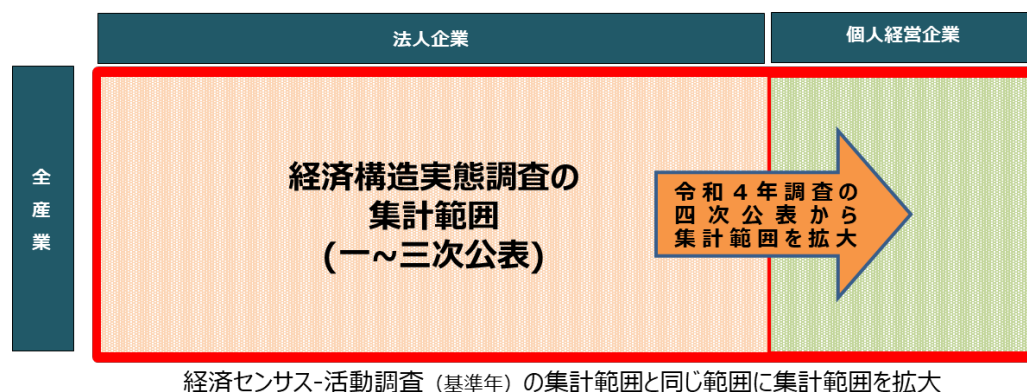 法人企業
個人経営企業
全産業
経済構造実態調査の
集計範囲
(一~三次公表)
令和4年調査の
四次公表から
集計範囲を拡大
経済センサス-活動調査（基準年）の集計範囲と同じ範囲に集計範囲を拡大